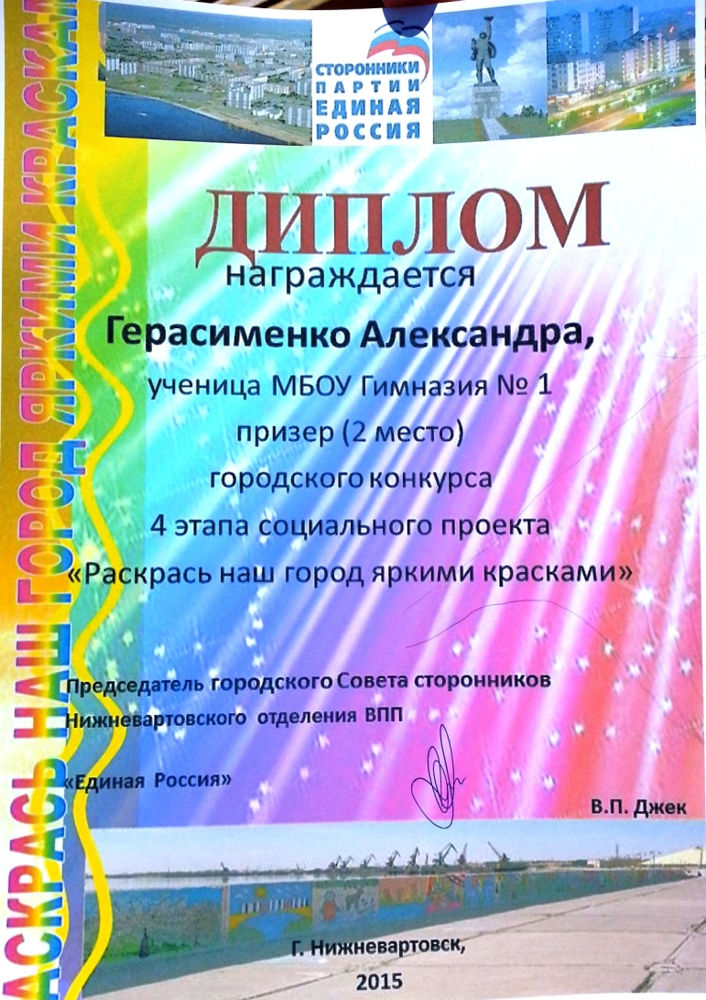 СТОРОННИКИ
ПАРТИИ
ЕДИНАЯ
РОССИЯ
АСКРАСЬ НАШ ГОРОД ЯРКИМИ КРАСКАМ
ДИПЛОМ
награждается
Герасименко Александра,
ученица МБОУ Гимназия № 1
призер (2 место)
городского конкурса
4 этапа социального проекта
«Раскрась наш город яркими красками»
Председатель городского Совета сторонников
Нижневартовского отделения ВПП
«Единая Россия»
В.П. Джек
Г. Нижневартовск,
2015